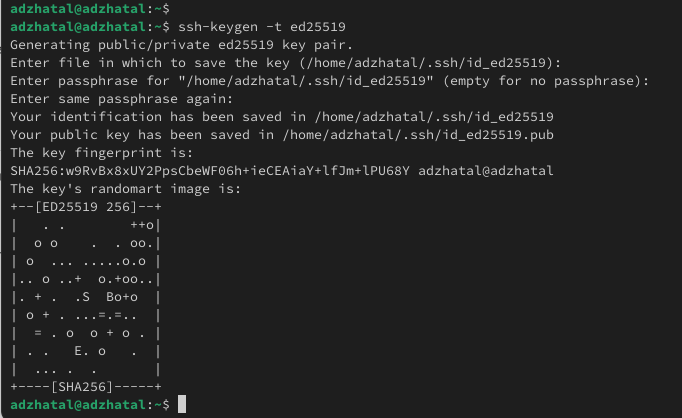 adzhatal@adzhatal:~$
adzhatal@adzhatal:~$ ssh-keygen -t ed25519
Generating public/private ed25519 key pair.
Enter file in which to save the key (/home/adzhatal/.ssh/id_ed25519):
Enter passphrase for "/home/adzhatal/.ssh/id_ed25519" (empty for no passphrase):
Enter same passphrase again:
Your identification has been saved in /home/adzhatal/.ssh/id_ed25519
Your public key has been saved in /home/adzhatal/.ssh/id_ed25519.pub
The key fingerprint is:
SHA256:w9RvBx8xUY2PpsCbeWF06h+ieCEAiaY+lfJm+lPU68Y adzhatal@adzhatal
The key's randomart image is:
+--[ED25519 256]--+
|   . .        ++o|
|  o o    .  . oo.|
| o  ... .....o.o |
|.. o ..+  o.+oo..|
|. + .  .S  Bo+o  |
| o + . ...=.=..  |
|  = . o  o + o . |
| . .   E. o   .  |
|  ... .  .       |
+----[SHA256]-----+
adzhatal@adzhatal:~$